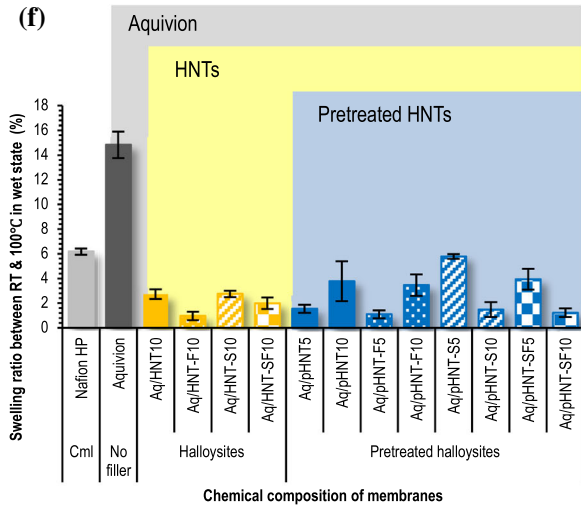 (f)
Aquivion
HNTs
Pretreated HNTs
Swelling ratio between RT & 100°C in wet state (%)
18
16
14
12
10
8
6
4
2
0
Nafion HP
Aquivion
Aq/HNT10
Aq/HNT-F10
Aq/HNT-S10
Aq/HNT-SF10
Aq/pHNT5
Aq/pHNT10
Aq/pHNT-F5
Aq/pHNT-F10
Aq/pHNT-S5
Aq/pHNT-S10
Aq/pHNT-SF5
Aq/pHNT-SF10
Cml
No
filler
Halloysites
Pretreated halloysites
Chemical composition of membranes